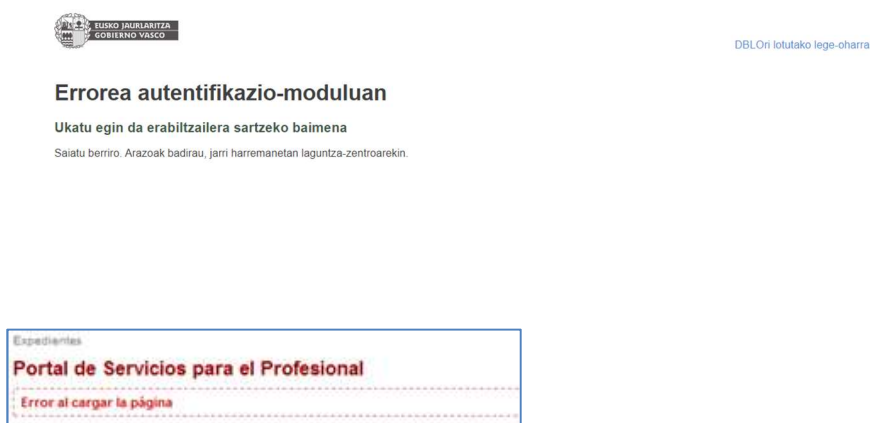 EUSKO JAURLARITZA
GOBIERNO VASCO
DBLOri lotutako lege-oharra
Errorea autentifikazio-moduluan
Ukatu egin da erabiltzailera sartzeko baimena
Saiatu berriro. Arazoak badirau, jarri harremanetan laguntza-zentroarekin.
Expedientes
Portal de Servicios para el Profesional
Error al cargar la página